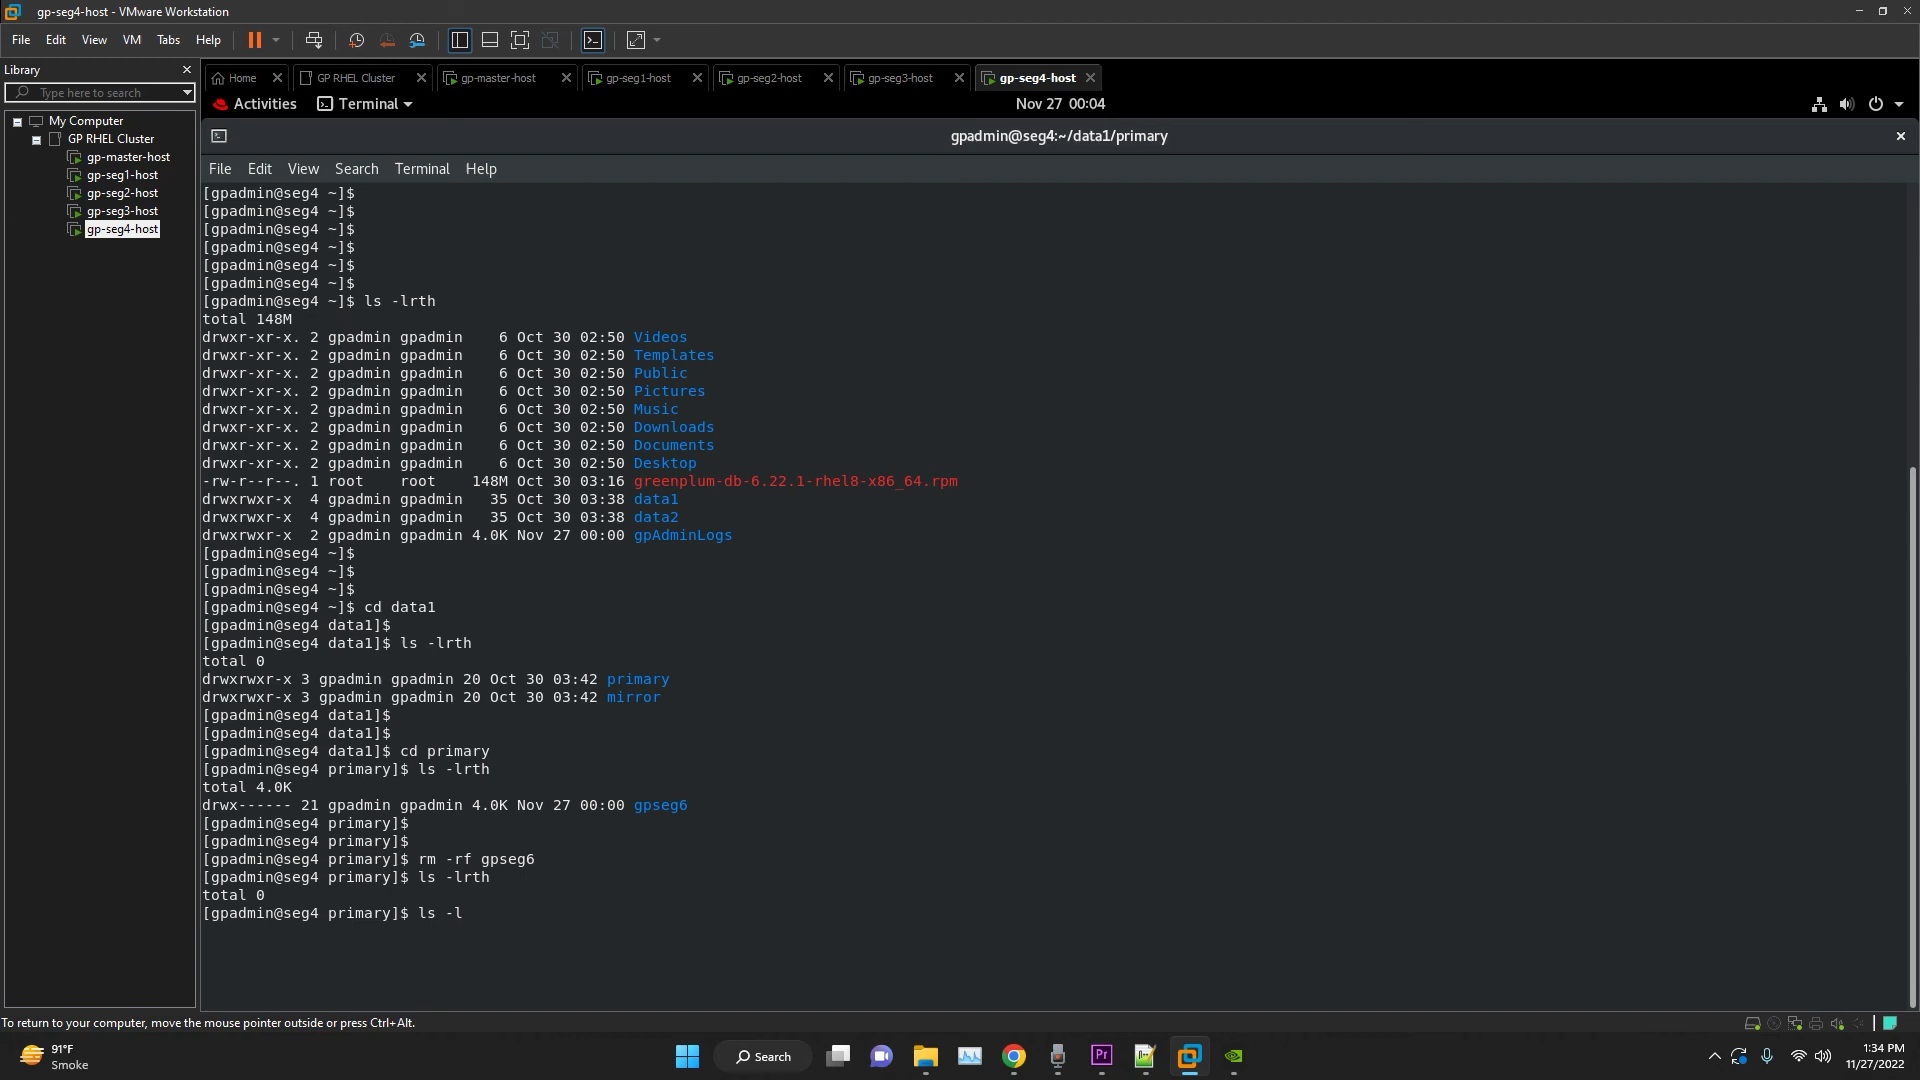 gp-seg4-host - VMware Workstation
File Edit View VM Tabs Help
Library
Type here to search
My Computer
GP RHEL Cluster
gp-master-host
gp-seg1-host
gp-seg2-host
gp-seg3-host
gp-seg4-host
Home GP RHEL Cluster gp-master-host gp-seg1-host gp-seg2-host gp-seg3-host gp-seg4-host
Activities Terminal Nov 27 00:04
gpadmin@seg4:~/data1/primary
File Edit View Search Terminal Help
[gpadmin@seg4 ~]$
[gpadmin@seg4 ~]$
[gpadmin@seg4 ~]$
[gpadmin@seg4 ~]$
[gpadmin@seg4 ~]$
[gpadmin@seg4 ~]$
[gpadmin@seg4 ~]$ ls -lrth
total 148M
drwxr-xr-x. 2 gpadmin gpadmin    6 Oct 30 02:50 Videos
drwxr-xr-x. 2 gpadmin gpadmin    6 Oct 30 02:50 Templates
drwxr-xr-x. 2 gpadmin gpadmin    6 Oct 30 02:50 Public
drwxr-xr-x. 2 gpadmin gpadmin    6 Oct 30 02:50 Pictures
drwxr-xr-x. 2 gpadmin gpadmin    6 Oct 30 02:50 Music
drwxr-xr-x. 2 gpadmin gpadmin    6 Oct 30 02:50 Downloads
drwxr-xr-x. 2 gpadmin gpadmin    6 Oct 30 02:50 Documents
drwxr-xr-x. 2 gpadmin gpadmin    6 Oct 30 02:50 Desktop
-rw-r--r--. 1 root    root    148M Oct 30 03:16 greenplum-db-6.22.1-rhel8-x86_64.rpm
drwxrwxr-x  4 gpadmin gpadmin   35 Oct 30 03:38 data1
drwxrwxr-x  4 gpadmin gpadmin   35 Oct 30 03:38 data2
drwxrwxr-x  2 gpadmin gpadmin 4.0K Nov 27 00:00 gpAdminLogs
[gpadmin@seg4 ~]$
[gpadmin@seg4 ~]$
[gpadmin@seg4 ~]$
[gpadmin@seg4 ~]$ cd data1
[gpadmin@seg4 data1]$
[gpadmin@seg4 data1]$ ls -lrth
total 0
drwxrwxr-x 3 gpadmin gpadmin 20 Oct 30 03:42 primary
drwxrwxr-x 3 gpadmin gpadmin 20 Oct 30 03:42 mirror
[gpadmin@seg4 data1]$
[gpadmin@seg4 data1]$
[gpadmin@seg4 data1]$ cd primary
[gpadmin@seg4 primary]$ ls -lrth
total 4.0K
drwx------ 21 gpadmin gpadmin 4.0K Nov 27 00:00 gpseg6
[gpadmin@seg4 primary]$
[gpadmin@seg4 primary]$
[gpadmin@seg4 primary]$ rm -rf gpseg6
[gpadmin@seg4 primary]$ ls -lrth
total 0
[gpadmin@seg4 primary]$ ls -l
To return to your computer, move the mouse pointer outside or press Ctrl+Alt.
91°F
Smoke
Search
Pr
1:34 PM
11/27/2022